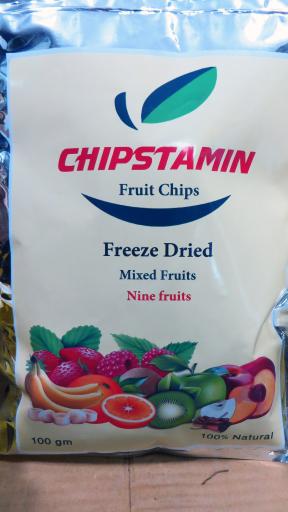 CHIPSTAMIN
Fruit Chips
Freeze Dried
Mixed Fruits
Nine fruits
100 gm
100% Natural